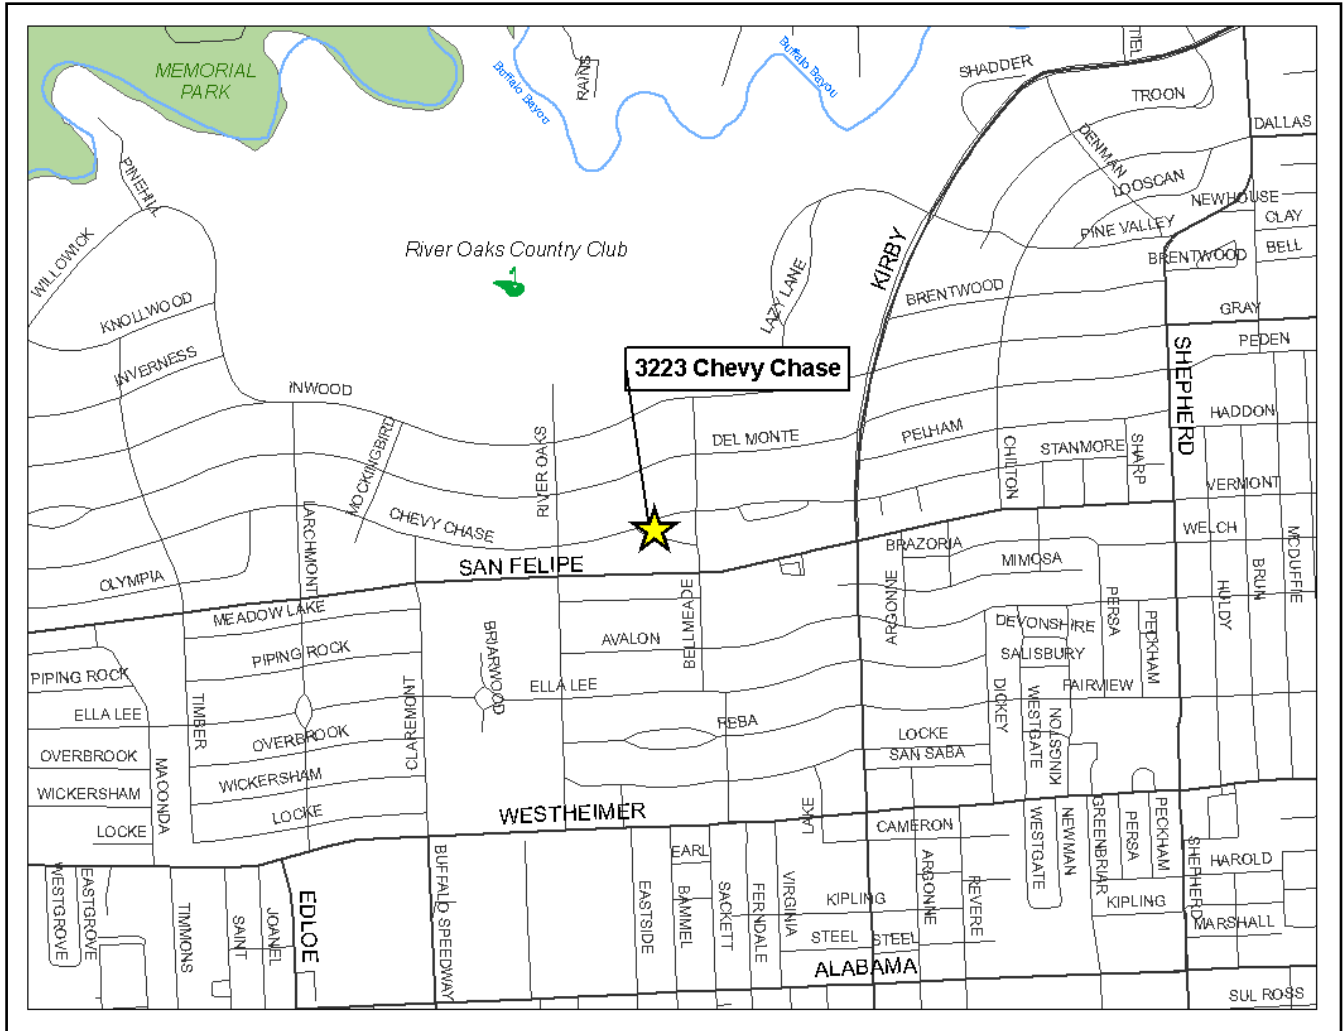 MEMORIAL
PARK
Buffalo Bayou
RAINS
Buffalo Bayou
SHADDER
TROON
DALLAS
DENMAN
PINEHILL
LOOSCAN
NEWHOUSE
CLAY
WILLOWICK
River Oaks Country Club
KIRBY
PINE VALLEY
BELL
BRENTWOOD
LAZY LANE
BRENTWOOD
KNOLLWOOD
GRAY
PEDEN
INVERNESS
3223 Chevy Chase
SHEPHERD
INWOOD
HADDON
MOCKINGBIRD
RIVER OAKS
DEL MONTE
PELHAM
CHILTON
STANMORE
SHARP
VERMONT
LARCHMONT
CHEVY CHASE
WELCH
MCDUFFIE
SAN FELIPE
BRAZORIA
MIMOSA
BRUN
HULDY
OLYMPIA
MEADOW LAKE
ARGONNE
PERSA
PECKHAM
BELLMEADE
AVALON
BRIARWOOD
DEVONSHIRE
SALISBURY
PIPING ROCK
PIPING ROCK
ELLA LEE
FAIRVIEW
DICKEY
WESTGATE
KINGSTON
ELLA LEE
TIMBER
CLAREMONT
REBA
OVERBROOK
LOCKE
SAN SABA
OVERBROOK
MACONDA
WICKERSHAM
WICKERSHAM
LOCKE
WESTHEIMER
LAKE
CAMERON
WESTGATE
NEWMAN
GREENBRIAR
PERSA
PECKHAM
LOCKE
SHEPHERD
HAROLD
WESTGROVE
EASTGROVE
TIMMONS
SAINT
JOANEL
EDLOE
BUFFALO SPEEDWAY
EASTSIDE
EARL
BAMMEL
SACKETT
FERNDALE
VIRGINIA
KIPLING
ARGONNE
REVERE
KIPLING
MARSHALL
STEEL
STEEL
ALABAMA
SUL ROSS